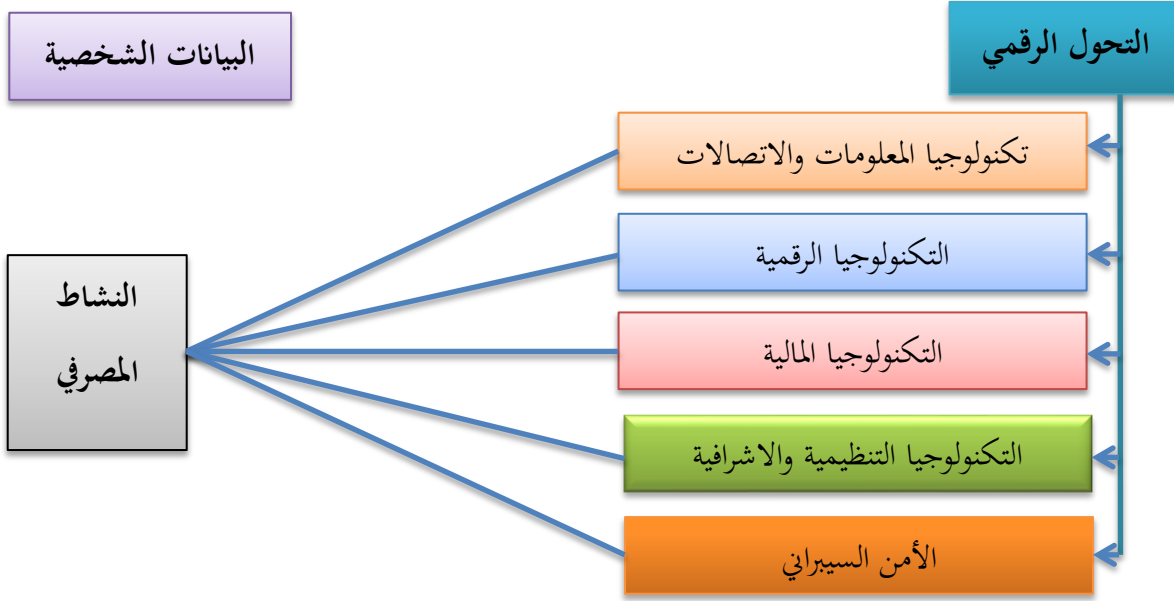 التحول الرقمي
البيانات الشخصية
تكنولوجيا المعلومات والاتصالات
التكنولوجيا الرقمية
التكنولوجيا المالية
التكنولوجيا التنظيمية والاشرافية
الأمن السيبراني
النشاط
المصرفي